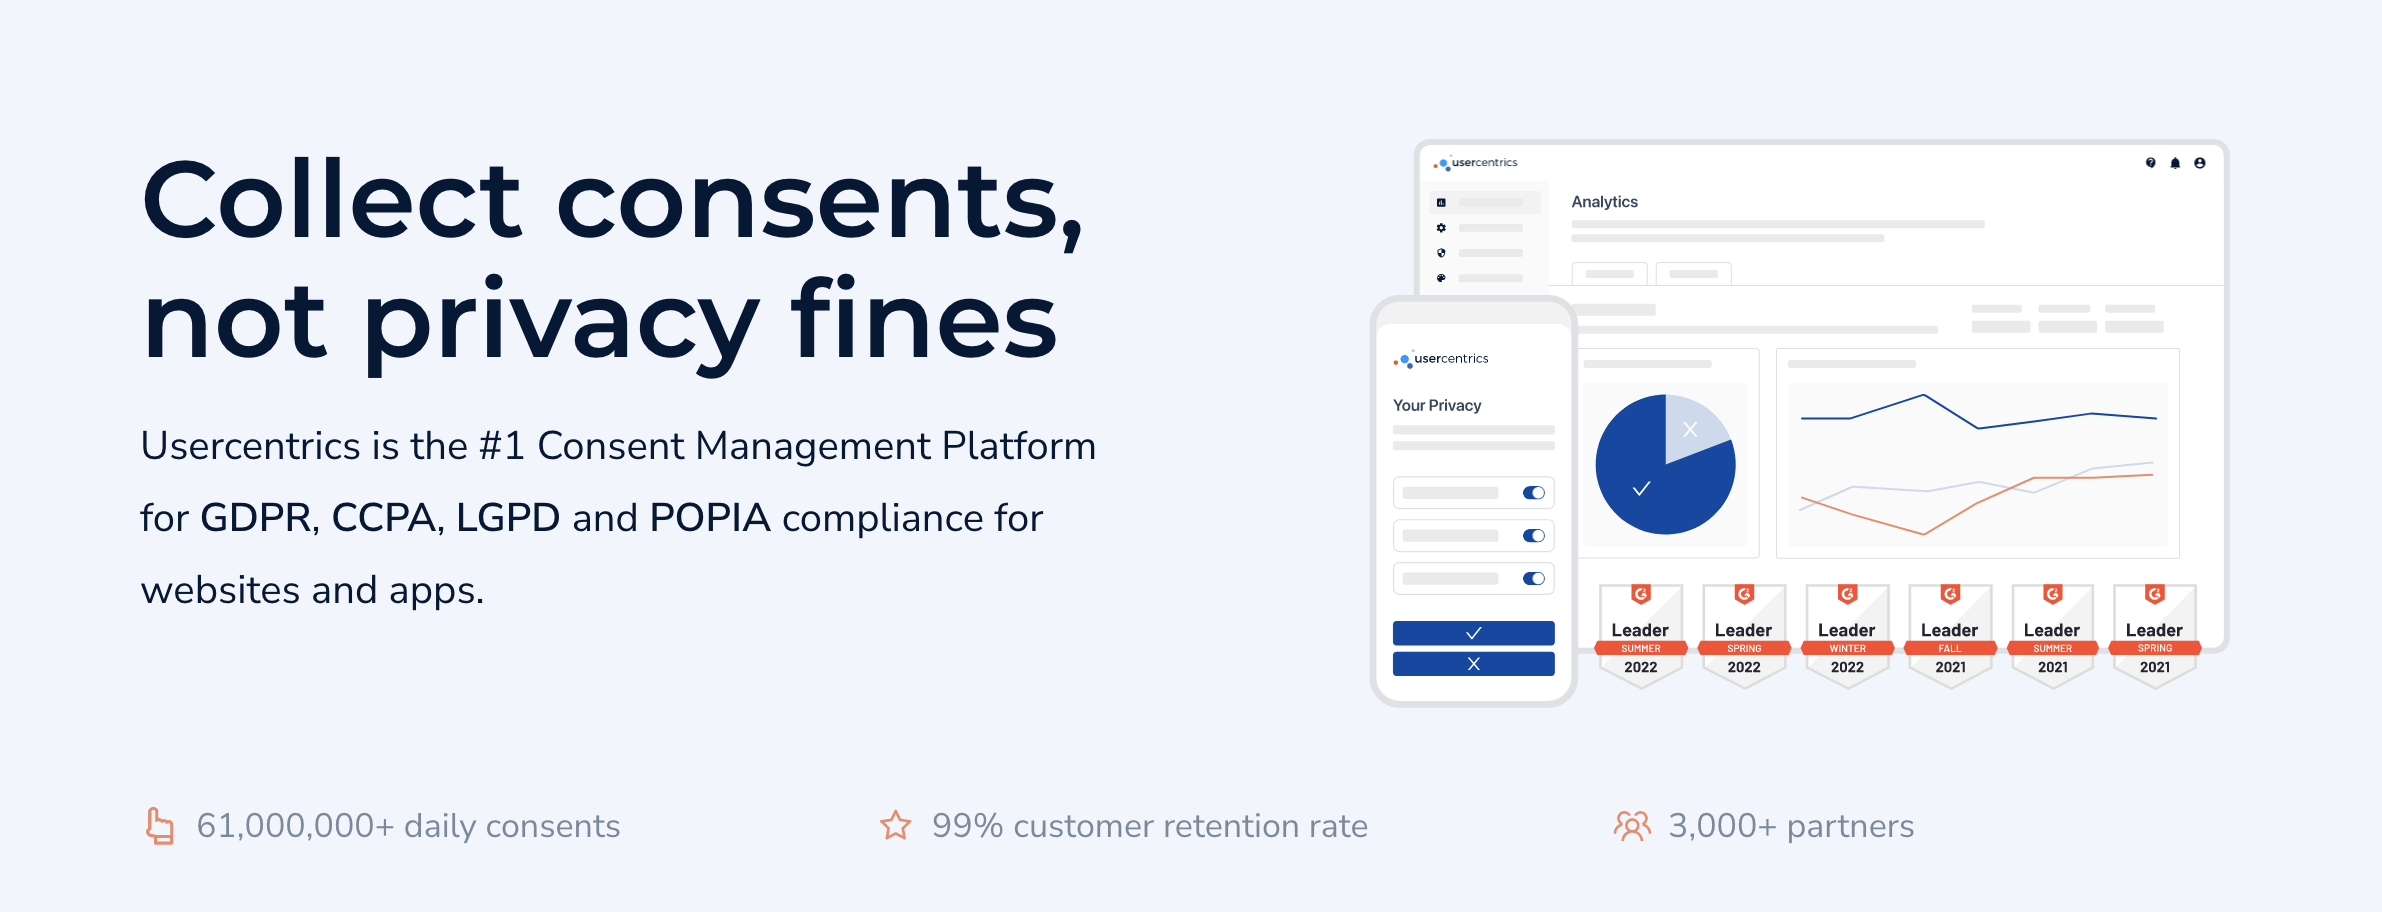 Collect consents,
not privacy fines
Usercentrics is the #1 Consent Management Platform
for GDPR, CCPA, LGPD and POPIA compliance for
websites and apps.
usercentrics
Analytics
usercentrics
Your Privacy
Leader
SUMMER
2022
Leader
SPRING
2022
Leader
WINTER
2022
Leader
FALL
2021
Leader
SUMMER
2021
Leader
SPRING
2021
61,000,000+ daily consents
99% customer retention rate
3,000+ partners